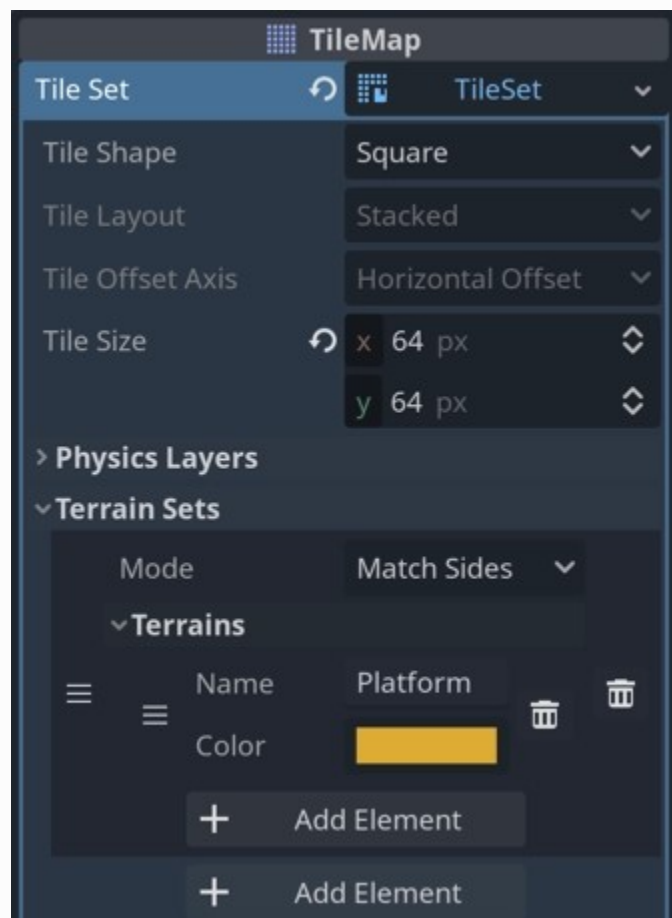 TileMap
Tile Set TileSet
Tile Shape Square
Tile Layout Stacked
Tile Offset Axis Horizontal Offset
Tile Size x 64 px
y 64 px
Physics Layers
Terrain Sets
Mode Match Sides
Terrains
Name Platform
Color
+ Add Element
+ Add Element